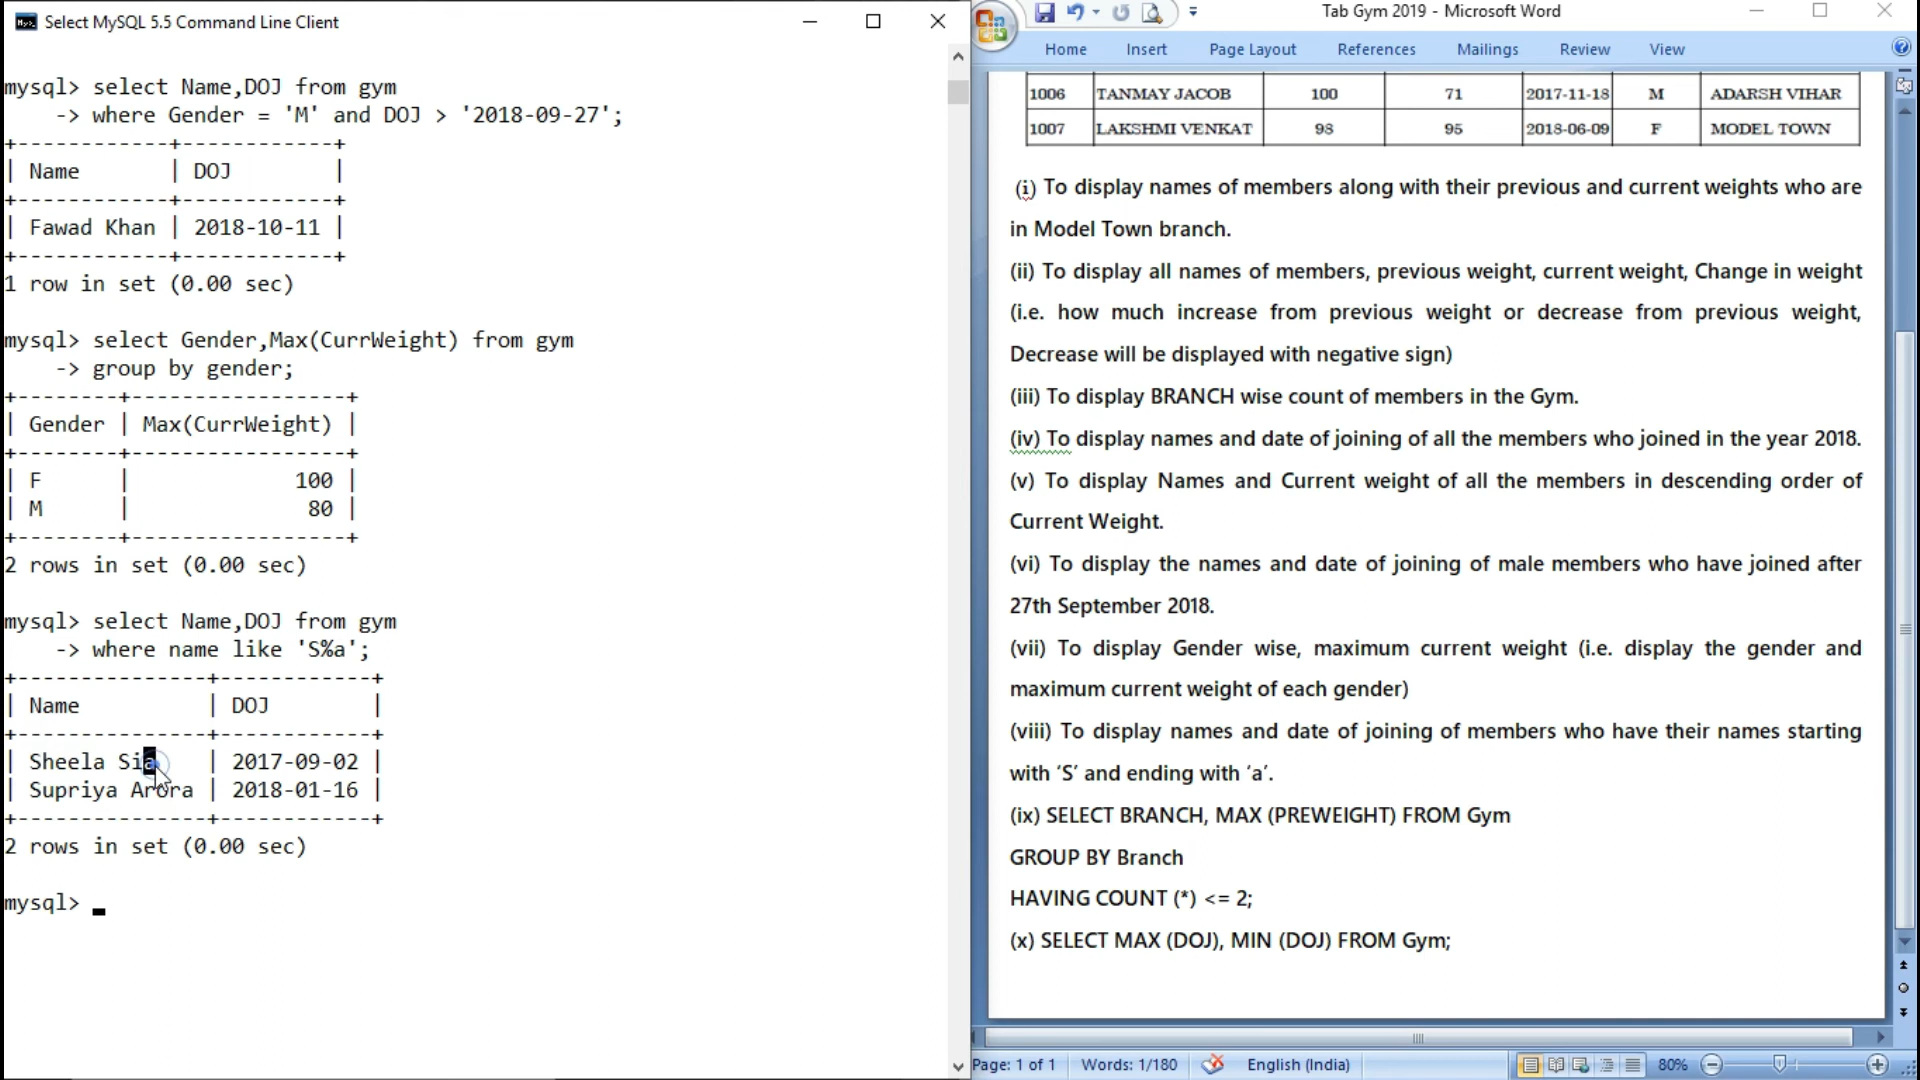 Select MySQL 5.5 Command Line Client
mysql> select Name,DOJ from gym
-> where Gender = 'M' and DOJ > '2018-09-27';
+------------+------------+
| Name | DOJ |
+------------+------------+
| Fawad Khan | 2018-10-11 |
+------------+------------+
1 row in set (0.00 sec)
mysql> select Gender,Max(CurrWeight) from gym
-> group by gender;
+--------+-----------------+
| Gender | Max(CurrWeight) |
+--------+-----------------+
| F | 100 |
| M | 80 |
+--------+-----------------+
2 rows in set (0.00 sec)
mysql> select Name,DOJ from gym
-> where name like 'S%a';
+---------------+------------+
| Name | DOJ |
+---------------+------------+
| Sheela Sia | 2017-09-02 |
| Supriya Arora | 2018-01-16 |
+---------------+------------+
2 rows in set (0.00 sec)
mysql>
Tab Gym 2019 - Microsoft Word
Home Insert Page Layout References Mailings Review View
1006 TANMAY JACOB 100 71 2017-11-18 M ADARSH VIHAR
1007 LAKSHMI VENKAT 98 95 2018-06-09 F MODEL TOWN
(i) To display names of members along with their previous and current weights who are
in Model Town branch.
(ii) To display all names of members, previous weight, current weight, Change in weight
(i.e. how much increase from previous weight or decrease from previous weight,
Decrease will be displayed with negative sign)
(iii) To display BRANCH wise count of members in the Gym.
(iv) To display names and date of joining of all the members who joined in the year 2018.
(v) To display Names and Current weight of all the members in descending order of
Current Weight.
(vi) To display the names and date of joining of male members who have joined after
27th September 2018.
(vii) To display Gender wise, maximum current weight (i.e. display the gender and
maximum current weight of each gender)
(viii) To display names and date of joining of members who have their names starting
with ‘S’ and ending with ‘a’.
(ix) SELECT BRANCH, MAX (PREWEIGHT) FROM Gym
GROUP BY Branch
HAVING COUNT (*) <= 2;
(x) SELECT MAX (DOJ), MIN (DOJ) FROM Gym;
Page: 1 of 1 Words: 1/180 English (India) 80%